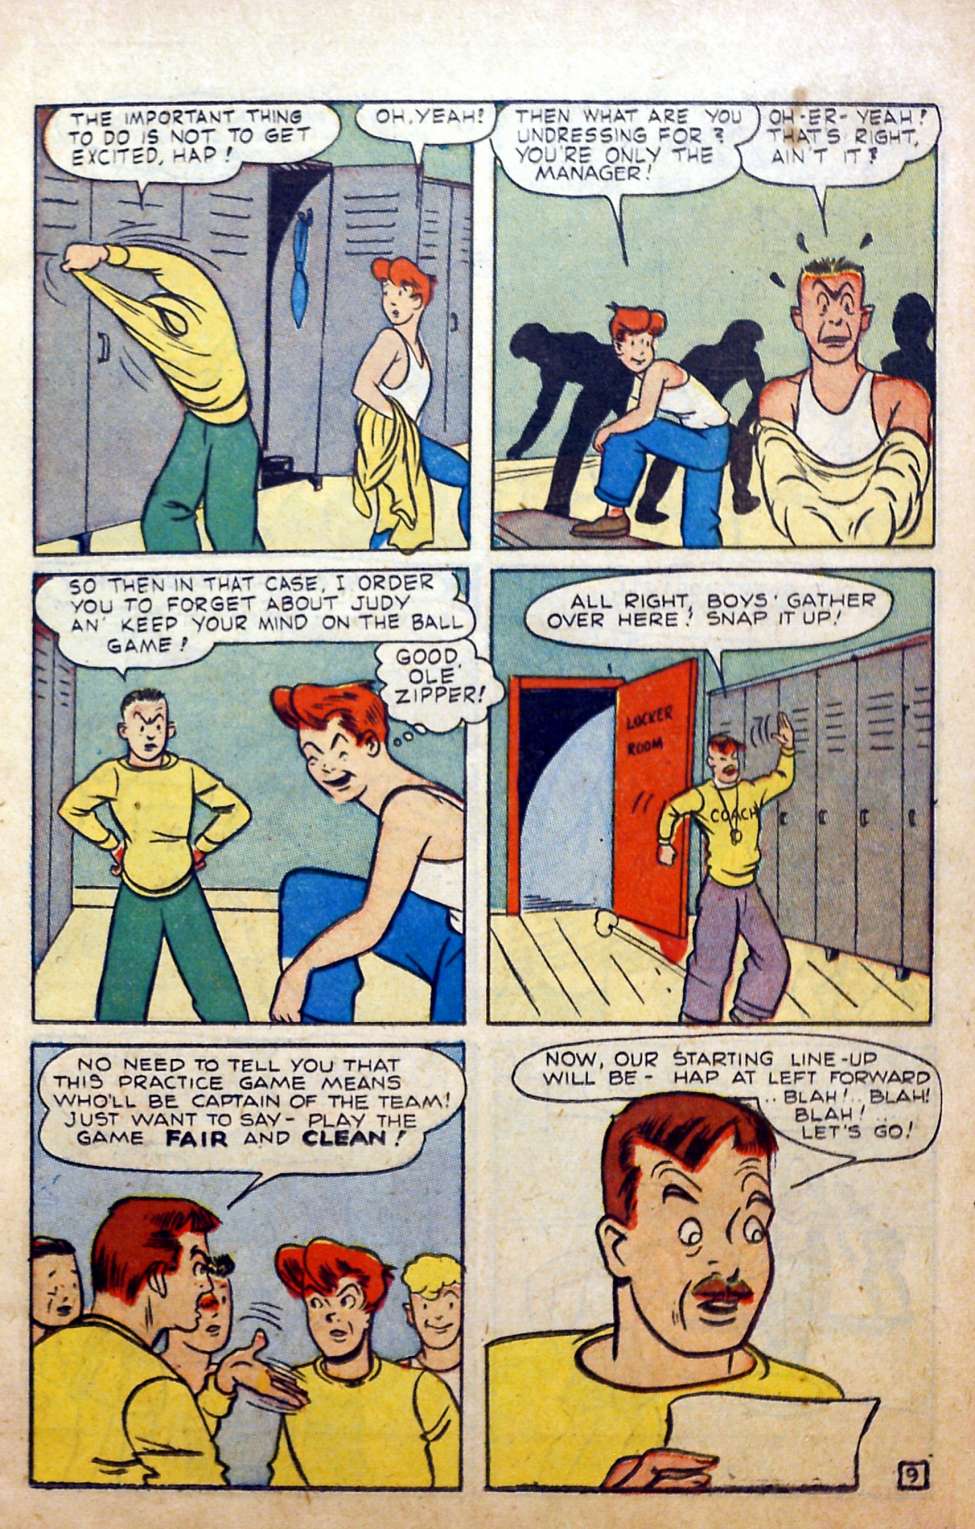 THE IMPORTANT THING
TO DO IS NOT TO GET
EXCITED, HAP!
OH, YEAH!
THEN WHAT ARE YOU
UNDRESSING FOR?
YOU'RE ONLY THE
MANAGER!
OH-ER-YEAH!
THAT'S RIGHT,
AIN'T IT?
SO THEN IN THAT CASE, I ORDER
YOU TO FORGET ABOUT JUDY
AN' KEEP YOUR MIND ON THE BALL
GAME!
GOOD,
OLE'
ZIPPER!
ALL RIGHT, BOYS' GATHER
OVER HERE! SNAP IT UP!
LOCKER
ROOM
COACH
NO NEED TO TELL YOU THAT
THIS PRACTICE GAME MEANS
WHO'LL BE CAPTAIN OF THE TEAM!
JUST WANT TO SAY- PLAY THE
GAME FAIR AND CLEAN!
NOW, OUR STARTING LINE-UP
WILL BE- HAP AT LEFT FORWARD
..BLAH!..BLAH!
BLAH!..
LET'S GO!
9